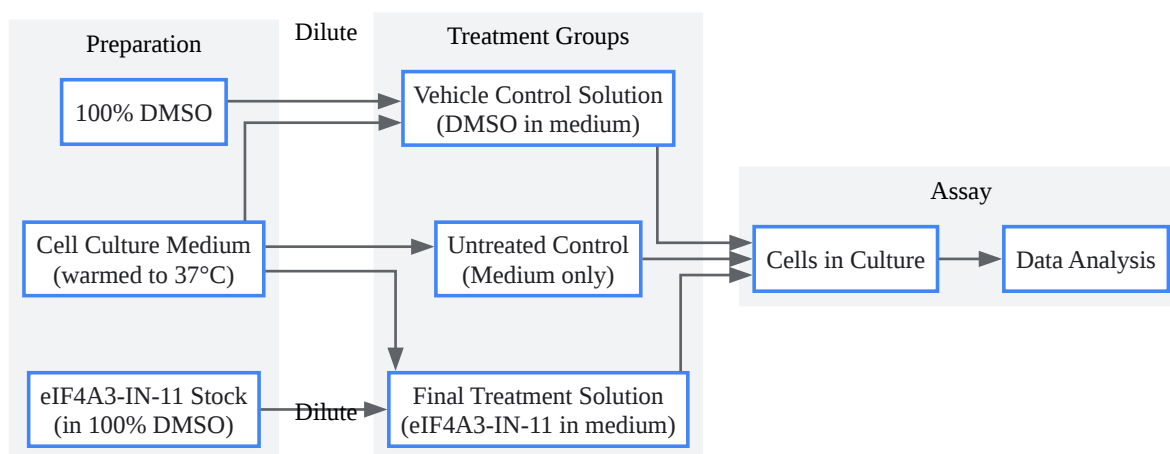 Preparation
Dilute
Treatment Groups
100% DMSO
Vehicle Control Solution
(DMSO in medium)
Assay
Cell Culture Medium
(warmed to 37°C)
Untreated Control
(Medium only)
Cells in Culture
Data Analysis
eIF4A3-IN-11 Stock
(in 100% DMSO)
Dilute
Final Treatment Solution
(eIF4A3-IN-11 in medium)